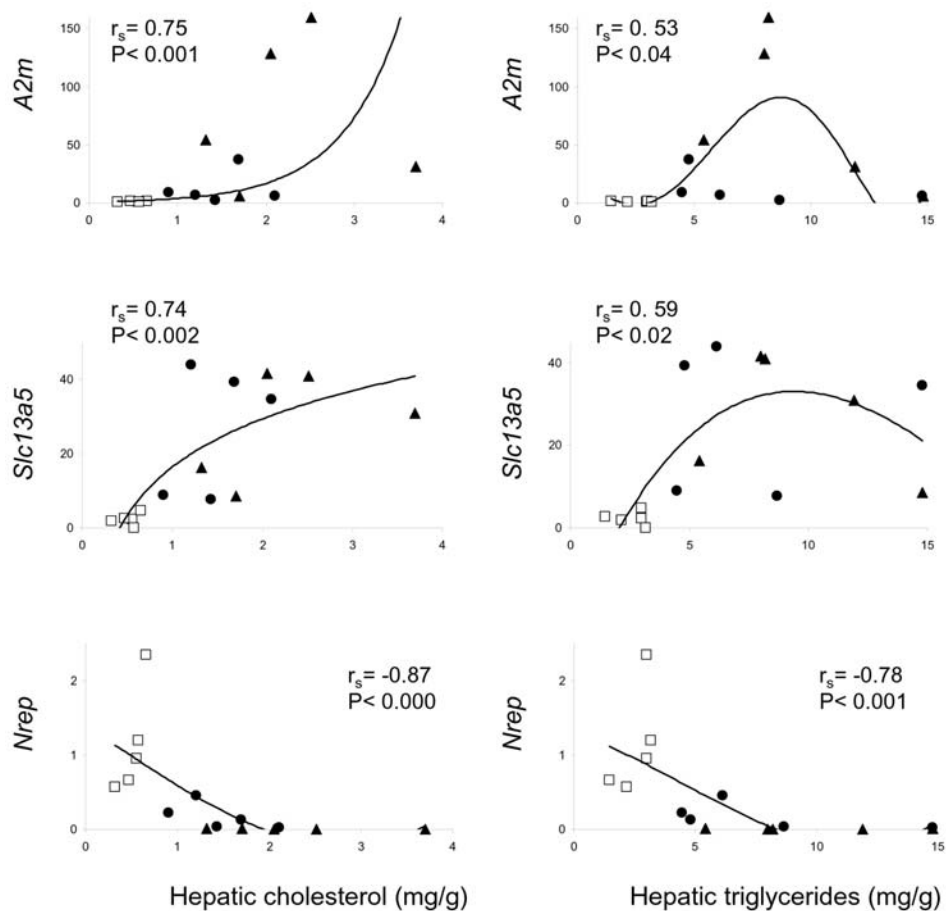 150
100
50
0
A2m
rs= 0.75
P< 0.001
0 1 2 3 4
150
100
50
0
A2m
rs= 0. 53
P< 0.04
0 5 10 15
40
20
0
Slc13a5
rs= 0.74
P< 0.002
0 1 2 3 4
40
20
0
Slc13a5
rs= 0. 59
P< 0.02
0 5 10 15
2
1
0
Nrep
rs= -0.87
P< 0.000
0 1 2 3 4
Hepatic cholesterol (mg/g)
2
1
0
Nrep
rs= -0.78
P< 0.001
0 5 10 15
Hepatic triglycerides (mg/g)